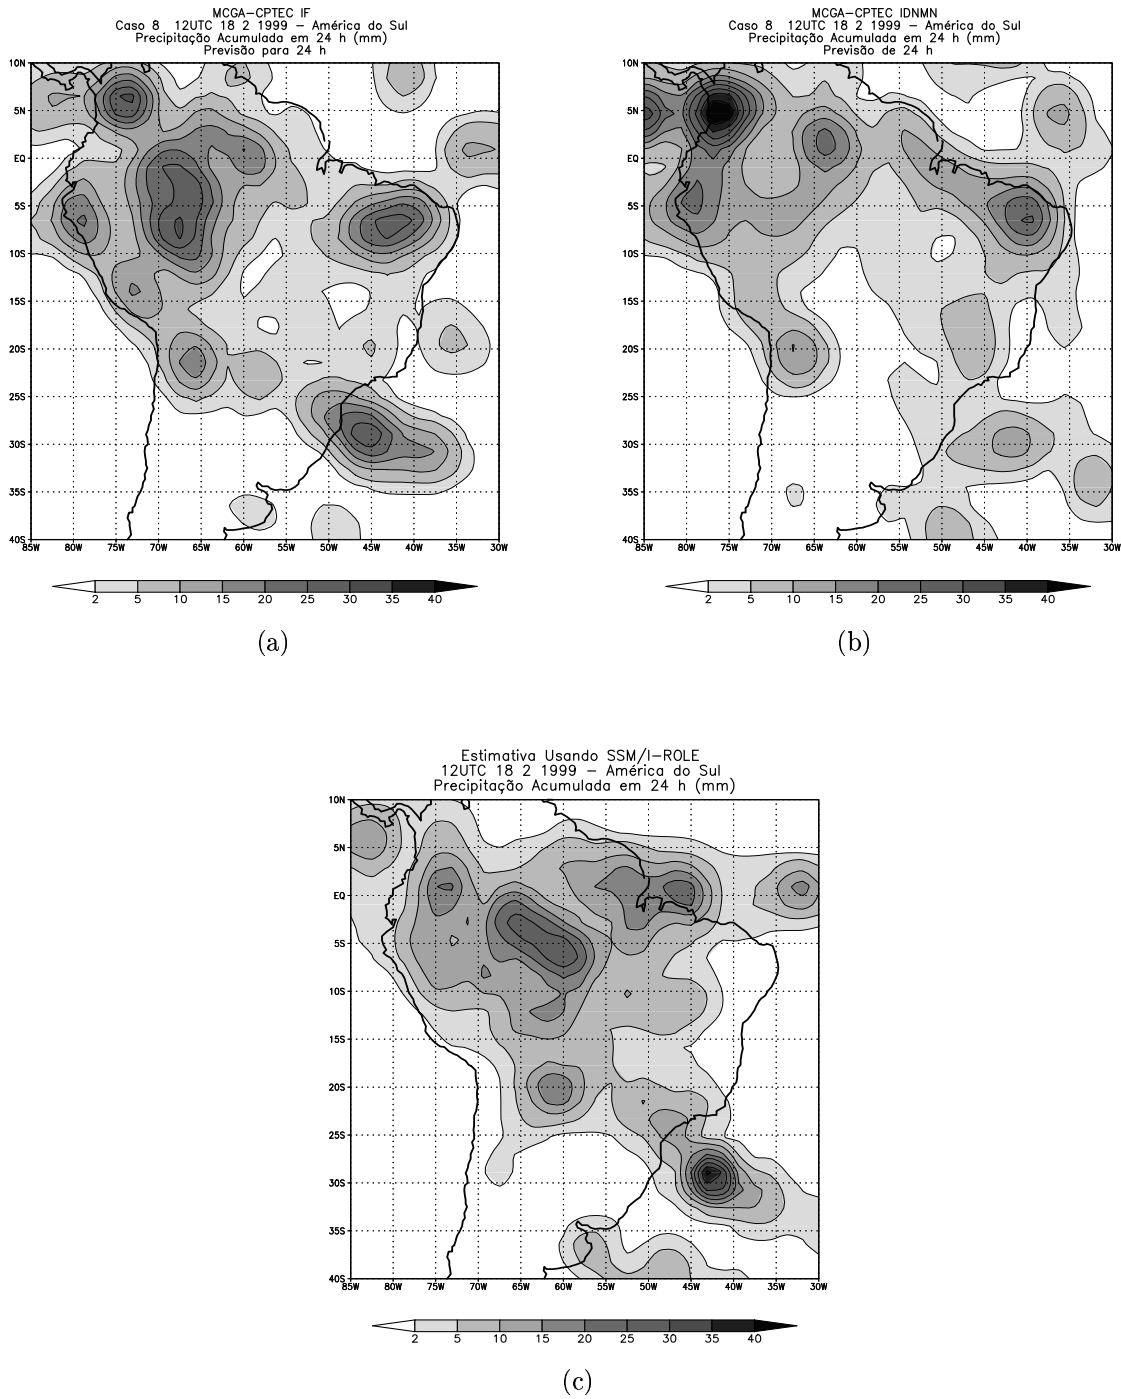 MCGA-CPTEC IF
Caso 8 12UTC 18 2 1999 - América do Sul
Precipitação Acumulada em 24 h (mm)
Previsão para 24 h
10N
5N
EQ
5S
10S
15S
20S
25S
30S
35S
40S
85W 80W 75W 70W 65W 60W 55W 50W 45W 40W 35W 30W
2 5 10 15 20 25 30 35 40
(a)
MCGA-CPTEC IDNMN
Caso 8 12UTC 18 2 1999 - América do Sul
Precipitação Acumulada em 24 h (mm)
Previsão de 24 h
10N
5N
EQ
5S
10S
15S
20S
25S
30S
35S
40S
85W 80W 75W 70W 65W 60W 55W 50W 45W 40W 35W 30W
2 5 10 15 20 25 30 35 40
(b)
Estimativa Usando SSM/I-ROLE
12UTC 18 2 1999 - América do Sul
Precipitação Acumulada em 24 h (mm)
10N
5N
EQ
5S
10S
15S
20S
25S
30S
35S
40S
85W 80W 75W 70W 65W 60W 55W 50W 45W 40W 35W 30W
2 5 10 15 20 25 30 35 40
(c)